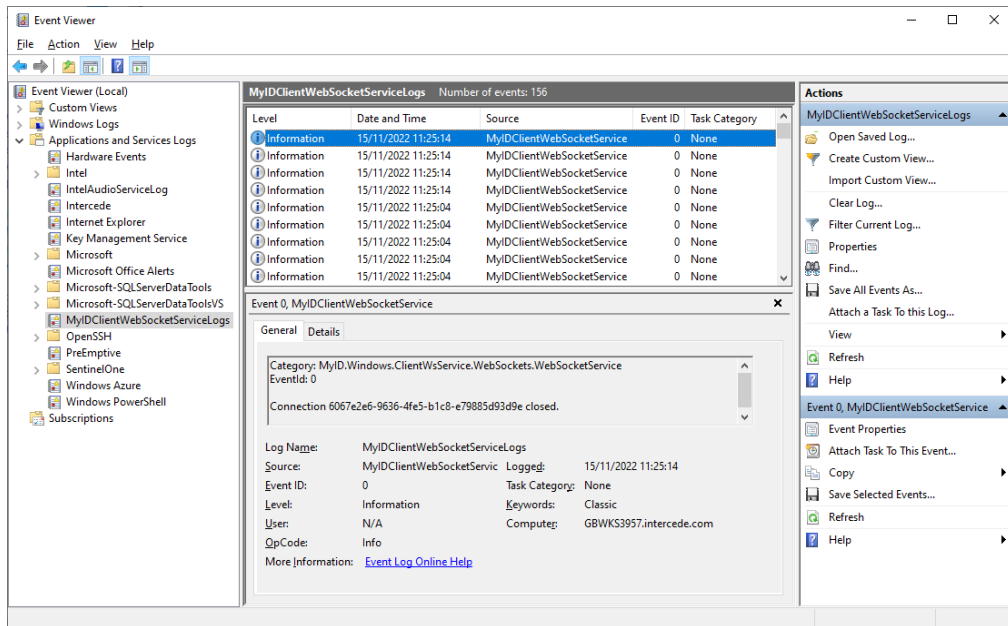 Event Viewer
File Action View Help
Event Viewer (Local)
Custom Views
Windows Logs
Applications and Services Logs
Hardware Events
Intel
IntelAudioServiceLog
Intercede
Internet Explorer
Key Management Service
Microsoft
Microsoft Office Alerts
Microsoft-SQLServerDataTools
Microsoft-SQLServerDataToolsVS
MyIDClientWebSocketServiceLogs
OpenSSH
PreEmptive
SentinelOne
Windows Azure
Windows PowerShell
Subscriptions
MyIDClientWebSocketServiceLogs Number of events: 156
Level Date and Time Source Event ID Task Category
Information 15/11/2022 11:25:14 MyIDClientWebSocketService 0 None
Information 15/11/2022 11:25:14 MyIDClientWebSocketService 0 None
Information 15/11/2022 11:25:14 MyIDClientWebSocketService 0 None
Information 15/11/2022 11:25:14 MyIDClientWebSocketService 0 None
Information 15/11/2022 11:25:04 MyIDClientWebSocketService 0 None
Information 15/11/2022 11:25:04 MyIDClientWebSocketService 0 None
Information 15/11/2022 11:25:04 MyIDClientWebSocketService 0 None
Information 15/11/2022 11:25:04 MyIDClientWebSocketService 0 None
Information 15/11/2022 11:25:04 MyIDClientWebSocketService 0 None
Event 0, MyIDClientWebSocketService
General Details
Category: MyID.Windows.ClientWsService.WebSockets.WebSocketService
EventId: 0
Connection 6067e2e6-9636-4fe5-b1c8-e79885d93d9e closed.
Log Name: MyIDClientWebSocketServiceLogs
Source: MyIDClientWebSocketServic Logged: 15/11/2022 11:25:14
Event ID: 0 Task Category: None
Level: Information Keywords: Classic
User: N/A Computer: GBWKS3957.intercede.com
OpCode: Info
More Information: Event Log Online Help
Actions
MyIDClientWebSocketServiceLogs
Open Saved Log...
Create Custom View...
Import Custom View...
Clear Log...
Filter Current Log...
Properties
Find...
Save All Events As...
Attach a Task To this Log...
View
Refresh
Help
Event 0, MyIDClientWebSocketService
Event Properties
Attach Task To This Event...
Copy
Save Selected Events...
Refresh
Help